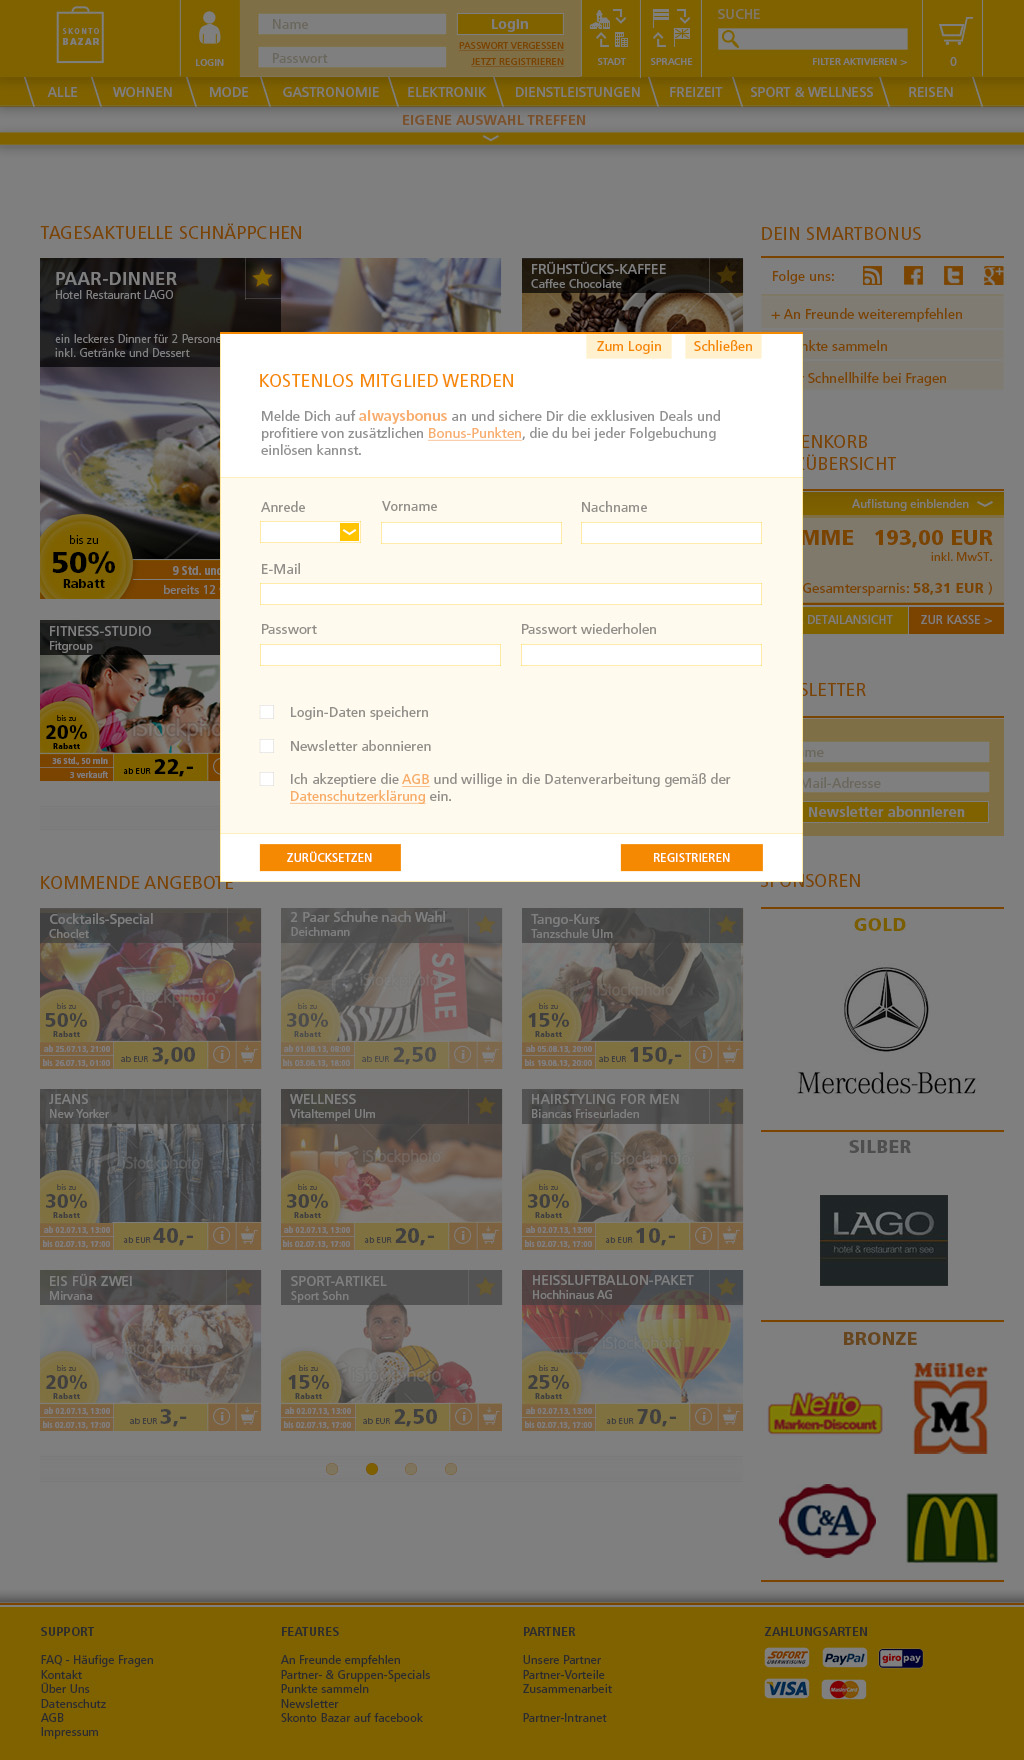 SKONTO
BAZAR
LOGIN
Name
Passwort
Login
PASSWORT VERGESSEN
JETZT REGISTRIEREN
STADT
SPRACHE
SUCHE
FILTER AKTIVIEREN >
0
ALLE
WOHNEN
MODE
GASTRONOMIE
ELEKTRONIK
DIENSTLEISTUNGEN
FREIZEIT
SPORT & WELLNESS
REISEN
EIGENE AUSWAHL TREFFEN
TAGESAKTUELLE SCHNÄPPCHEN
PAAR-DINNER
Hotel Restaurant LAGO
ein leckeres Dinner für 2 Persone
inkl. Getränke und Dessert
bis zu
50%
Rabatt
9 Std. und
bereits 12
FRÜHSTÜCKS-KAFFEE
Caffee Chocolate
FITNESS-STUDIO
Fitgroup
iStockpho
bis zu
20%
Rabatt
36 Std., 50 min
3 verkauft
ab EUR 22,-
Zum Login
Schließen
KOSTENLOS MITGLIED WERDEN
Melde Dich auf alwaysbonus an und sichere Dir die exklusiven Deals und
profitiere von zusätzlichen Bonus-Punkten, die du bei jeder Folgebuchung
einlösen kannst.
Anrede
Vorname
Nachname
E-Mail
Passwort
Passwort wiederholen
Login-Daten speichern
Newsletter abonnieren
Ich akzeptiere die AGB und willige in die Datenverarbeitung gemäß der
Datenschutzerklärung ein.
ZURÜCKSETZEN
REGISTRIEREN
DEIN SMARTBONUS
Folge uns:
+ An Freunde weiterempfehlen
nkte sammeln
Schnellhilfe bei Fragen
ENKORB
ÜBERSICHT
Auflistung einblenden
MME 193,00 EUR
inkl. MwST.
Gesamtersparnis: 58,31 EUR )
DETAILANSICHT
ZUR KASSE >
SLETTER
me
Mail-Adresse
Newsletter abonnieren
KOMMENDE ANGEBOTE
Cocktails-Special
Choclet
iStockphoto
bis zu
50%
Rabatt
ab 25.07.13, 21:00
bis 26.07.13, 01:00
ab EUR 3,00
2 Paar Schuhe nach Wahl
Deichmann
SALE
iStockphoto
bis zu
30%
Rabatt
ab 01.08.13, 08:00
bis 03.08.13, 18:00
ab EUR 2,50
Tango-Kurs
Tanzschule Ulm
iStockphoto
bis zu
15%
Rabatt
ab 05.08.13, 20:00
bis 19.08.13, 20:00
ab EUR 150,-
JEANS
New Yorker
iStockphoto
bis zu
30%
Rabatt
ab 02.07.13, 13:00
bis 02.07.13, 17:00
ab EUR 40,-
WELLNESS
Vitaltempel Ulm
iStockphoto
bis zu
30%
Rabatt
ab 02.07.13, 13:00
bis 02.07.13, 17:00
ab EUR 20,-
HAIRSTYLING FOR MEN
Biancas Friseurladen
iStockphoto
bis zu
30%
Rabatt
ab 02.07.13, 13:00
bis 02.07.13, 17:00
ab EUR 10,-
EIS FÜR ZWEI
Mirvana
iStockphoto
bis zu
20%
Rabatt
ab 02.07.13, 13:00
bis 02.07.13, 17:00
ab EUR 3,-
SPORT-ARTIKEL
Sport Sohn
iStockphoto
bis zu
15%
Rabatt
ab 02.07.13, 13:00
bis 02.07.13, 17:00
ab EUR 2,50
HEISSLUFTBALLON-PAKET
Hochhinaus AG
iStockphoto
bis zu
25%
Rabatt
ab 02.07.13, 13:00
bis 02.07.13, 17:00
ab EUR 70,-
SPONSOREN
GOLD
Mercedes-Benz
SILBER
LAGO
hotel & restaurant am see
BRONZE
Netto
Marken-Discount
Müller
M
C&A
M
SUPPORT
FAQ - Häufige Fragen
Kontakt
Über Uns
Datenschutz
AGB
Impressum
FEATURES
An Freunde empfehlen
Partner- & Gruppen-Specials
Punkte sammeln
Newsletter
Skonto Bazar auf facebook
PARTNER
Unsere Partner
Partner-Vorteile
Zusammenarbeit
Partner-Intranet
ZAHLUNGSARTEN
SOFORT
ÜBERWEISUNG
PayPal
giropay
VISA
MasterCard